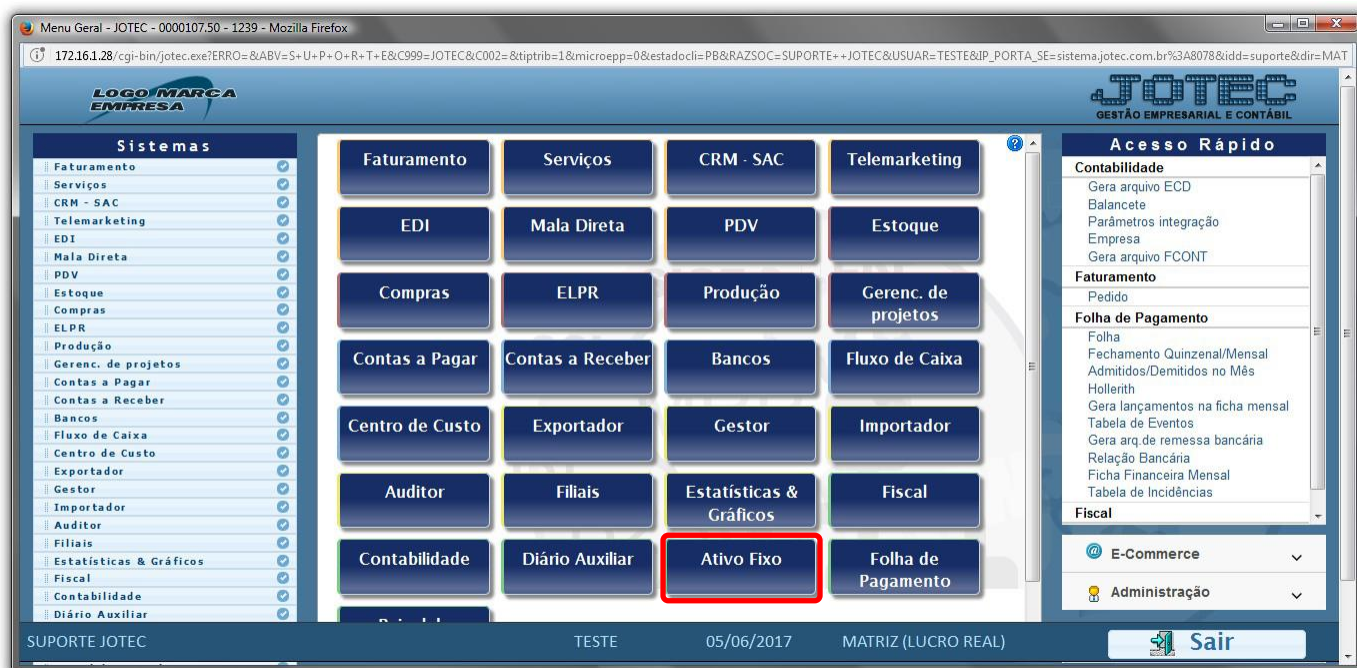 Menu Geral - JOTEC - 0000107.50 - 1239 - Mozilla Firefox
172.16.1.28/cgi-bin/jotec.exe?ERRO=&ABV=S+U+P+O+R+T+E&C999=JOTEC&C002=&tiptrib=1&microepp=0&estadocli=PB&RAZSOC=SUPORTE++JOTEC&USUAR=TESTE&IP_PORTA_SE=sistema.jotec.com.br%3A8078&idd=suporte&dir=MAT
LOGO MARCA
EMPRESA
JOTEC
GESTÃO EMPRESARIAL E CONTÁBIL
Sistemas
Faturamento
Serviços
CRM - SAC
Telemarketing
EDI
Mala Direta
PDV
Estoque
Compras
ELPR
Produção
Gerenc. de projetos
Contas a Pagar
Contas a Receber
Bancos
Fluxo de Caixa
Centro de Custo
Exportador
Gestor
Importador
Auditor
Filiais
Estatísticas & Gráficos
Fiscal
Contabilidade
Diário Auxiliar
Faturamento
Serviços
CRM - SAC
Telemarketing
EDI
Mala Direta
PDV
Estoque
Compras
ELPR
Produção
Gerenc. de
projetos
Contas a Pagar
Contas a Receber
Bancos
Fluxo de Caixa
Centro de Custo
Exportador
Gestor
Importador
Auditor
Filiais
Estatísticas &
Gráficos
Fiscal
Contabilidade
Diário Auxiliar
Ativo Fixo
Folha de
Pagamento
Acesso Rápido
Contabilidade
Gera arquivo ECD
Balancete
Parâmetros integração
Empresa
Gera arquivo FCONT
Faturamento
Pedido
Folha de Pagamento
Folha
Fechamento Quinzenal/Mensal
Admitidos/Demitidos no Mês
Hollerith
Gera lançamentos na ficha mensal
Tabela de Eventos
Gera arq.de remessa bancária
Relação Bancária
Ficha Financeira Mensal
Tabela de Incidências
Fiscal
E-Commerce
Administração
SUPORTE JOTEC
TESTE
05/06/2017
MATRIZ (LUCRO REAL)
Sair